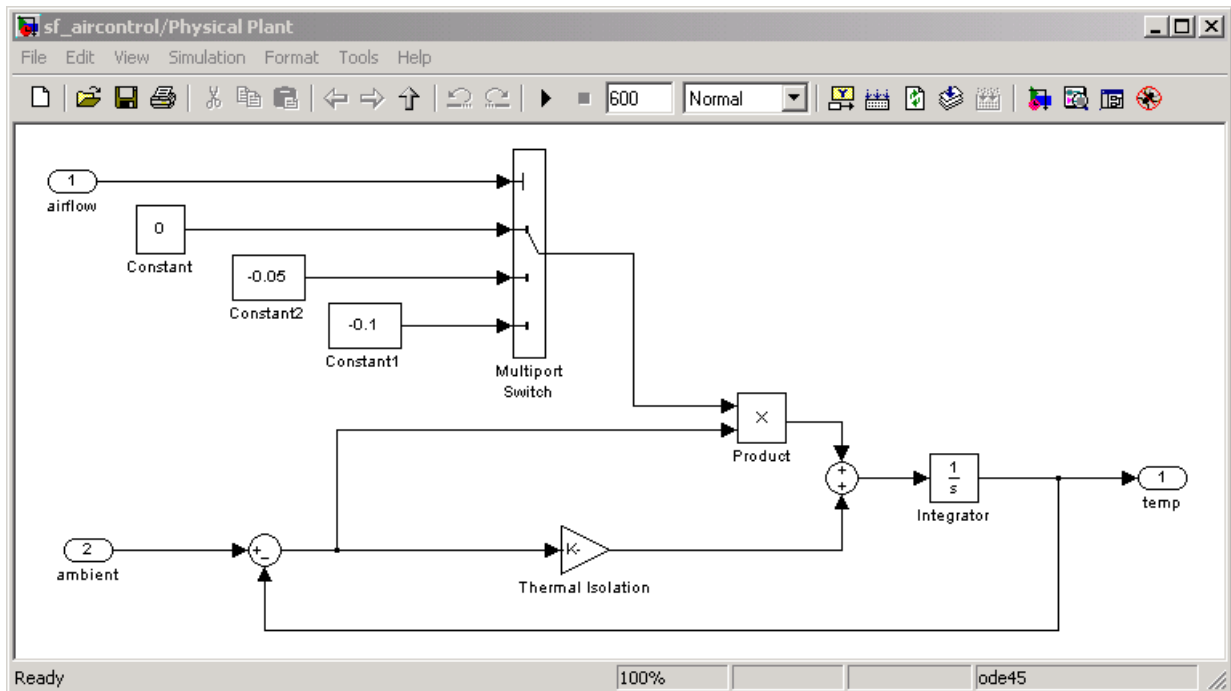 sf_aircontrol/Physical Plant
File Edit View Simulation Format Tools Help
600 Normal
1
airflow
0
Constant
-0.05
Constant2
-0.1
Constant1
Multiport
Switch
×
Product
+
+
1
s
Integrator
1
temp
2
ambient
+
−
-K-
Thermal Isolation
Ready 100% ode45